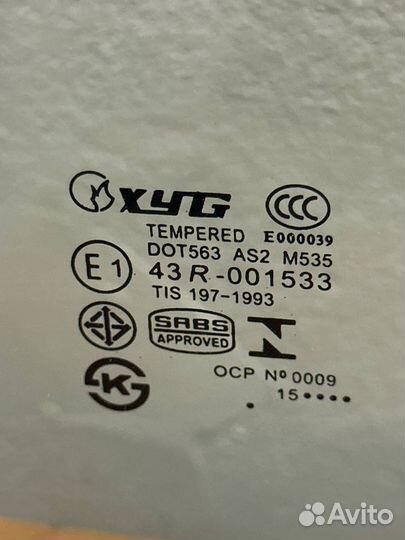 XYG CCC
TEMPERED E000039
DOT563 AS2 M535
E1 43R-001533
TIS 197-1993
SABS
APPROVED
OCP Nº 0009
K 15••••
Avito